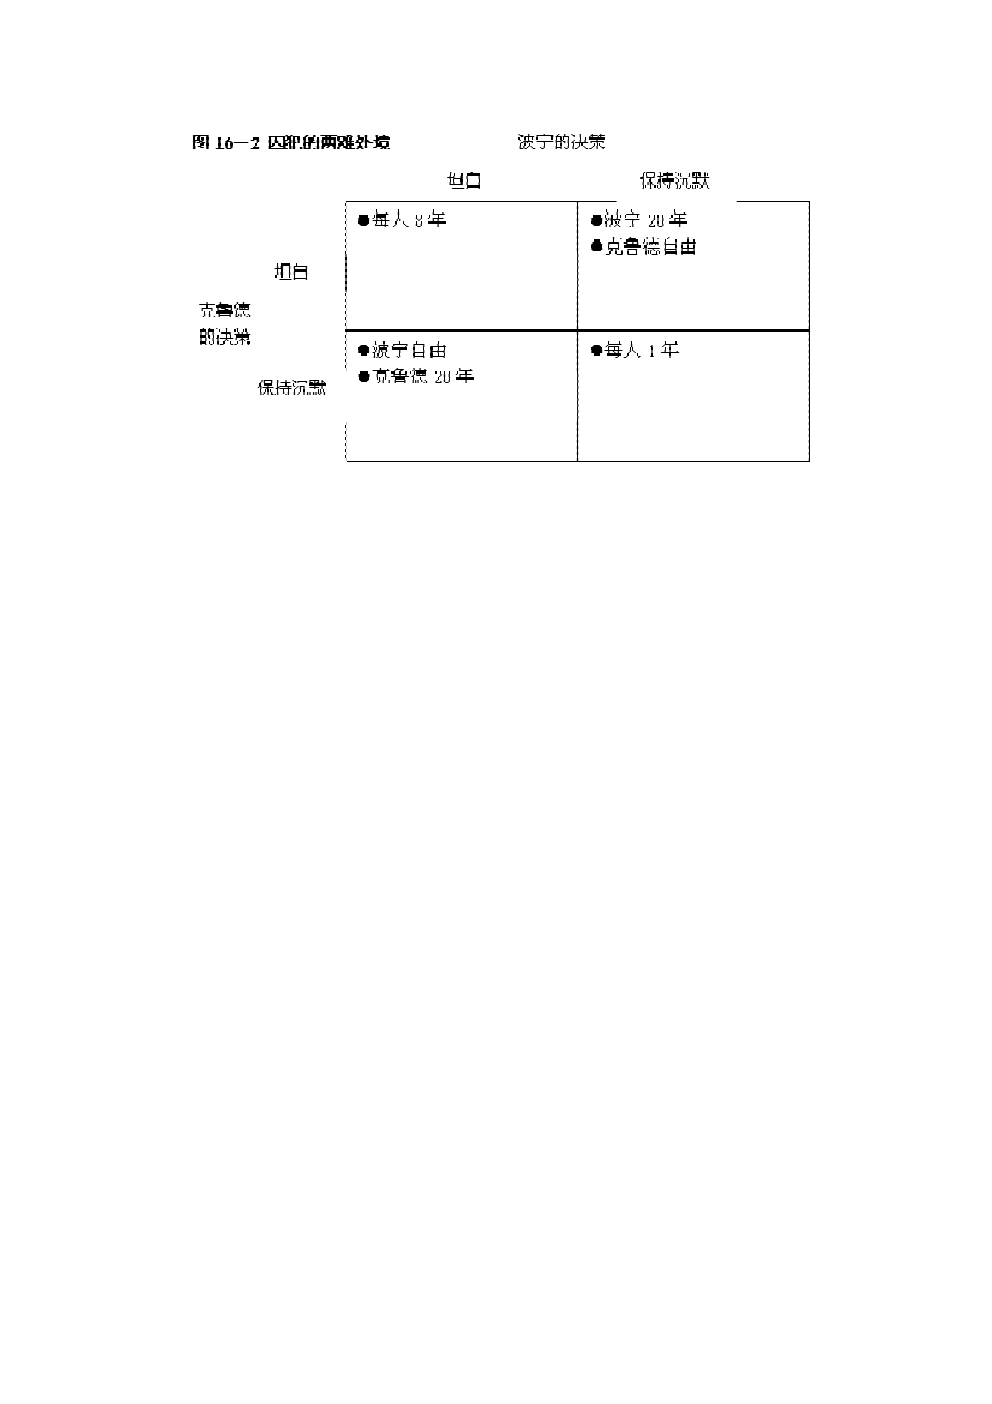 图 16—2 囚犯的两难处境
波宁的决策
坦白
保持沉默
●每人 8 年
●波宁 20 年
●克鲁德自由
坦白
克鲁德
的决策
●波宁自由
●克鲁德 20 年
●每人 1 年
保持沉默